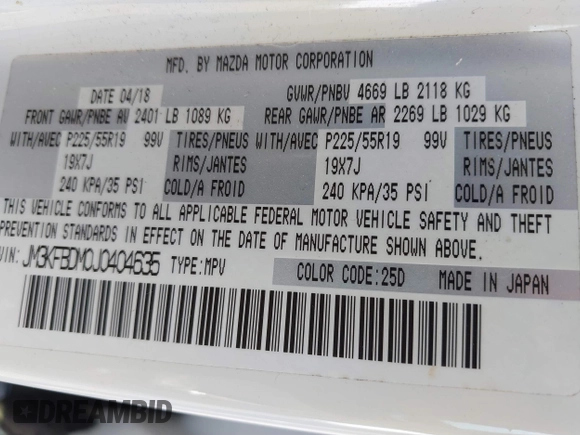 MFD. BY MAZDA MOTOR CORPORATION
DATE 04/18 GVWR/PNBV 4669 LB 2118 KG
FRONT GAWR/PNBE AV 2401 LB 1089 KG REAR GAWR/PNBE AR 2269 LB 1029 KG
WITH/AVEC P225/55R19 99V TIRES/PNEUS WITH/AVEC P225/55R19 99V TIRES/PNEUS
19X7J RIMS/JANTES 19X7J RIMS/JANTES
240 KPA/35 PSI COLD/A FROID 240 KPA/35 PSI COLD/A FROID
THIS VEHICLE CONFORMS TO ALL APPLICABLE FEDERAL MOTOR VEHICLE SAFETY AND THEFT
PREVENTION STANDARDS IN EFFECT ON THE DATE OF MANUFACTURE SHOWN ABOVE.
VIN: JM3KFBDM0J0404635 TYPE:MPV COLOR CODE:25D MADE IN JAPAN
DREAMBID